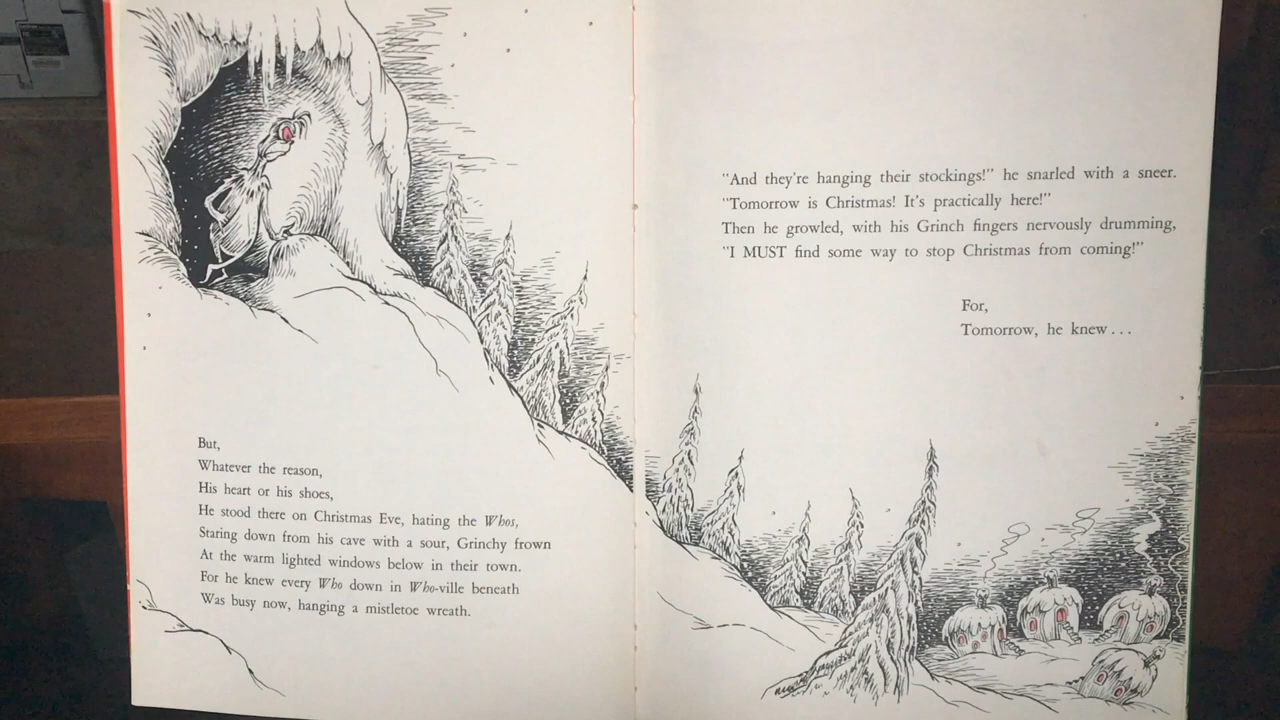 But,
Whatever the reason,
His heart or his shoes,
He stood there on Christmas Eve, hating the Whos,
Staring down from his cave with a sour, Grinchy frown
At the warm lighted windows below in their town.
For he knew every Who down in Who-ville beneath
Was busy now, hanging a mistletoe wreath.
"And they're hanging their stockings!" he snarled with a sneer.
"Tomorrow is Christmas! It's practically here!"
Then he growled, with his Grinch fingers nervously drumming,
"I MUST find some way to stop Christmas from coming!"
For,
Tomorrow, he knew . . .